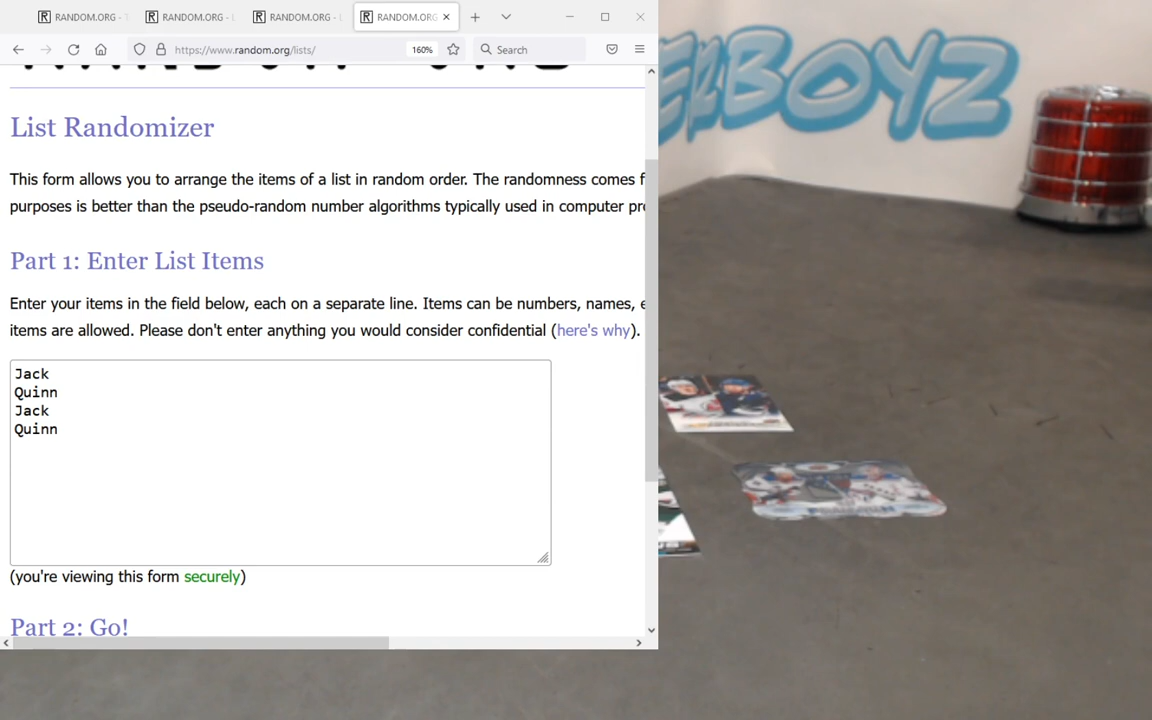 RANDOM.ORG - T
RANDOM.ORG - L
RANDOM.ORG - L
RANDOM.ORG
https://www.random.org/lists/
160%
Search
List Randomizer
This form allows you to arrange the items of a list in random order. The randomness comes f
purposes is better than the pseudo-random number algorithms typically used in computer pr
Part 1: Enter List Items
Enter your items in the field below, each on a separate line. Items can be numbers, names, e
items are allowed. Please don't enter anything you would consider confidential (here's why).
Jack
Quinn
Jack
Quinn
(you're viewing this form securely)
Part 2: Go!
ERBOYZ